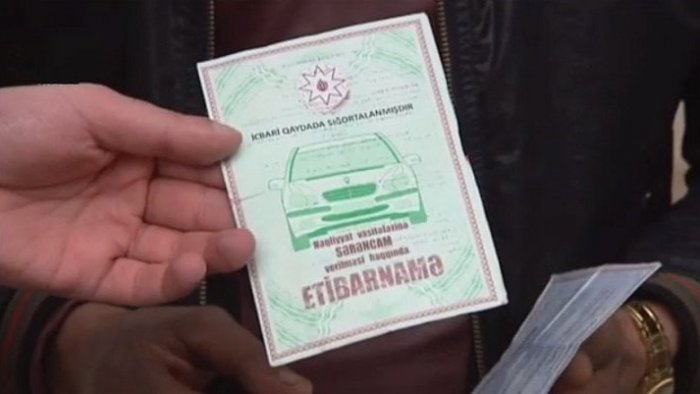 İCBARİ QAYDADA SIĞORTALANMIŞDIR
Nəqliyyat vasitələrinə
SƏRƏNCAM
verilməsi haqqında
ETİBARNAMƏ